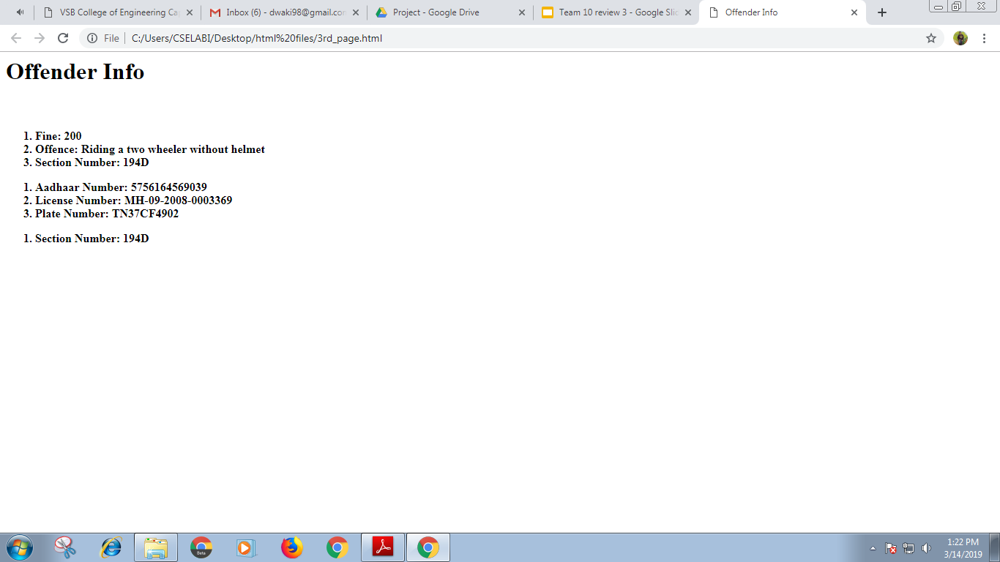 VSB College of Engineering Ca
Inbox (6) - dwaki98@gmail.con
Project - Google Drive
Team 10 review 3 - Google Slic
Offender Info
File
C:/Users/CSELABI/Desktop/html%20files/3rd_page.html
Offender Info
1. Fine: 200
2. Offence: Riding a two wheeler without helmet
3. Section Number: 194D
1. Aadhaar Number: 5756164569039
2. License Number: MH-09-2008-0003369
3. Plate Number: TN37CF4902
1. Section Number: 194D
Beta
1:22 PM
3/14/2019